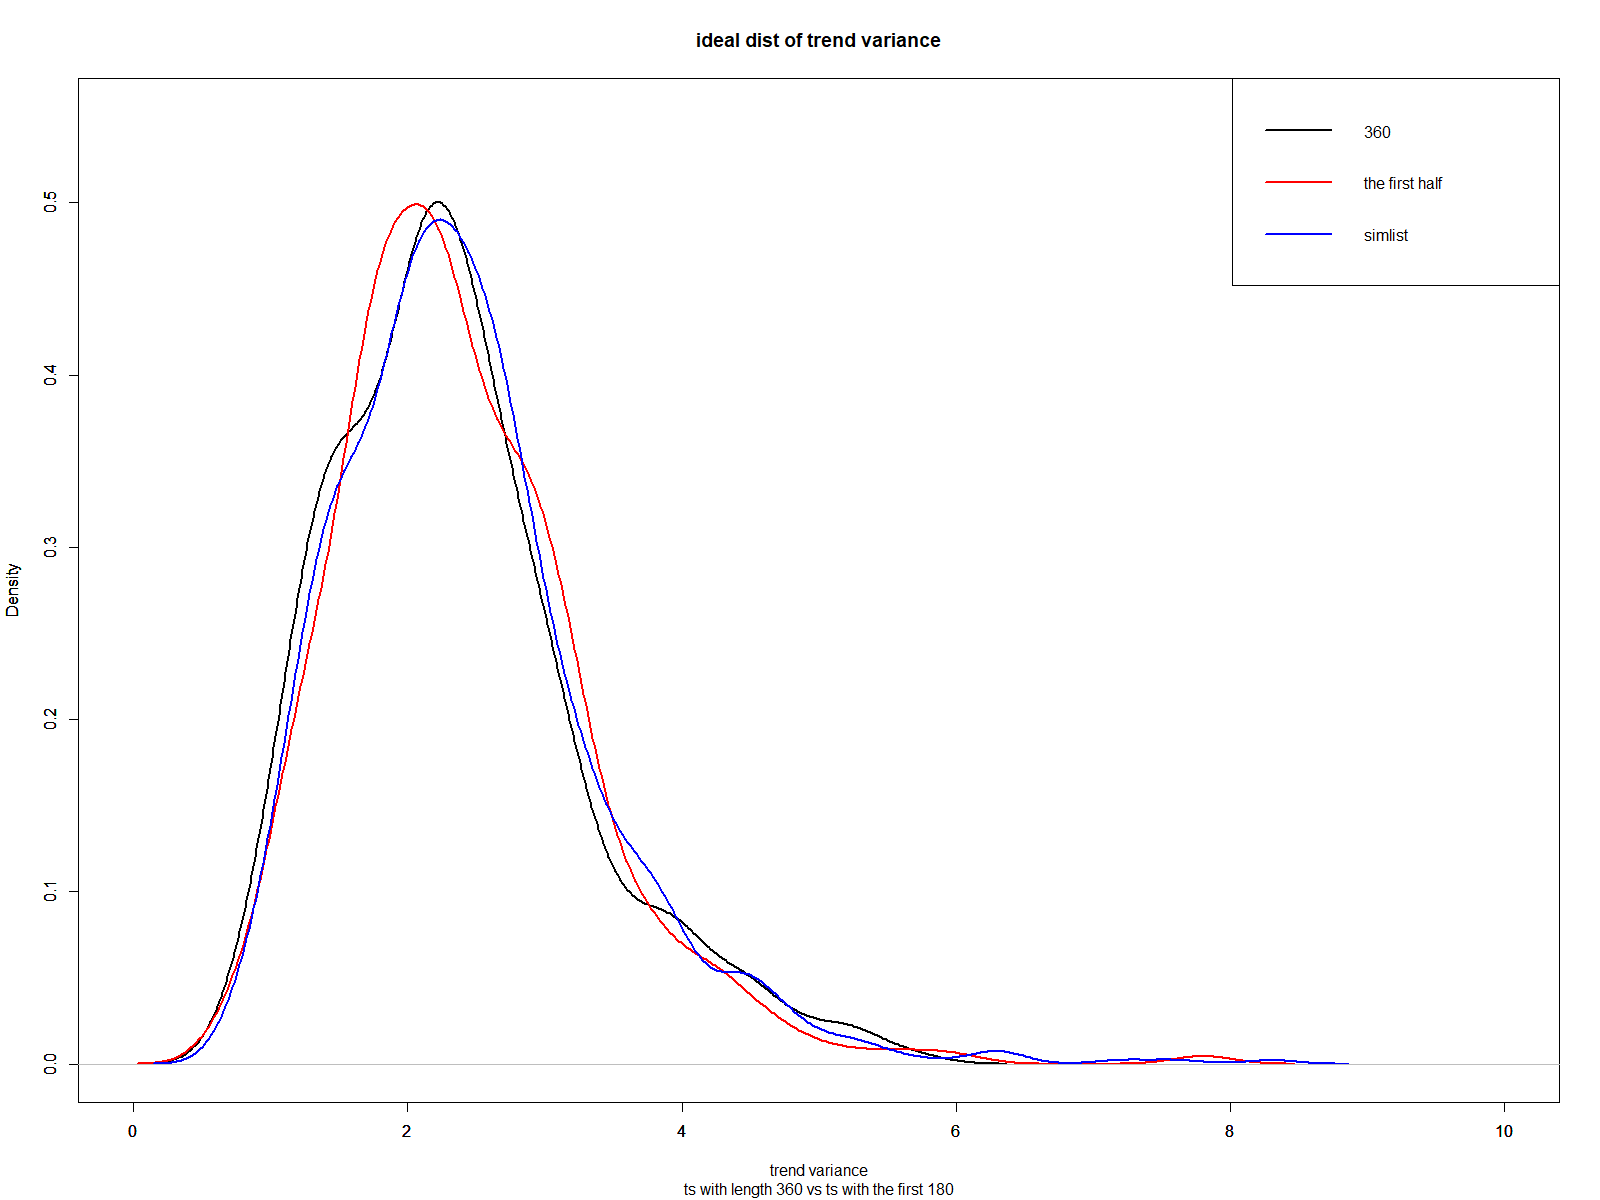 ideal dist of trend variance
360
the first half
simlist
Density
0.5
0.4
0.3
0.2
0.1
0.0
0 2 4 6 8 10
trend variance
ts with length 360 vs ts with the first 180